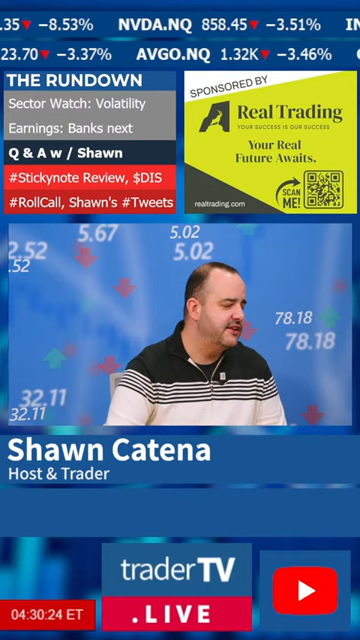 .35▼ −8.53% NVDA.NQ 858.45▼ −3.51% IN
23.70▼ −3.37% AVGO.NQ 1.32K▼ −3.46%
THE RUNDOWN
Sector Watch: Volatility
Earnings: Banks next
Q & A w / Shawn
#Stickynote Review, $DIS
#RollCall, Shawn's #Tweets
SPONSORED BY
Real Trading
YOUR SUCCESS IS OUR SUCCESS
Your Real
Future Awaits.
SCAN
ME!
realtrading.com
5.67
5.02
2.52
5.02
.52
78.18
78.18
32.11
32.11
Shawn Catena
Host & Trader
traderTV
.LIVE
04:30:24 ET